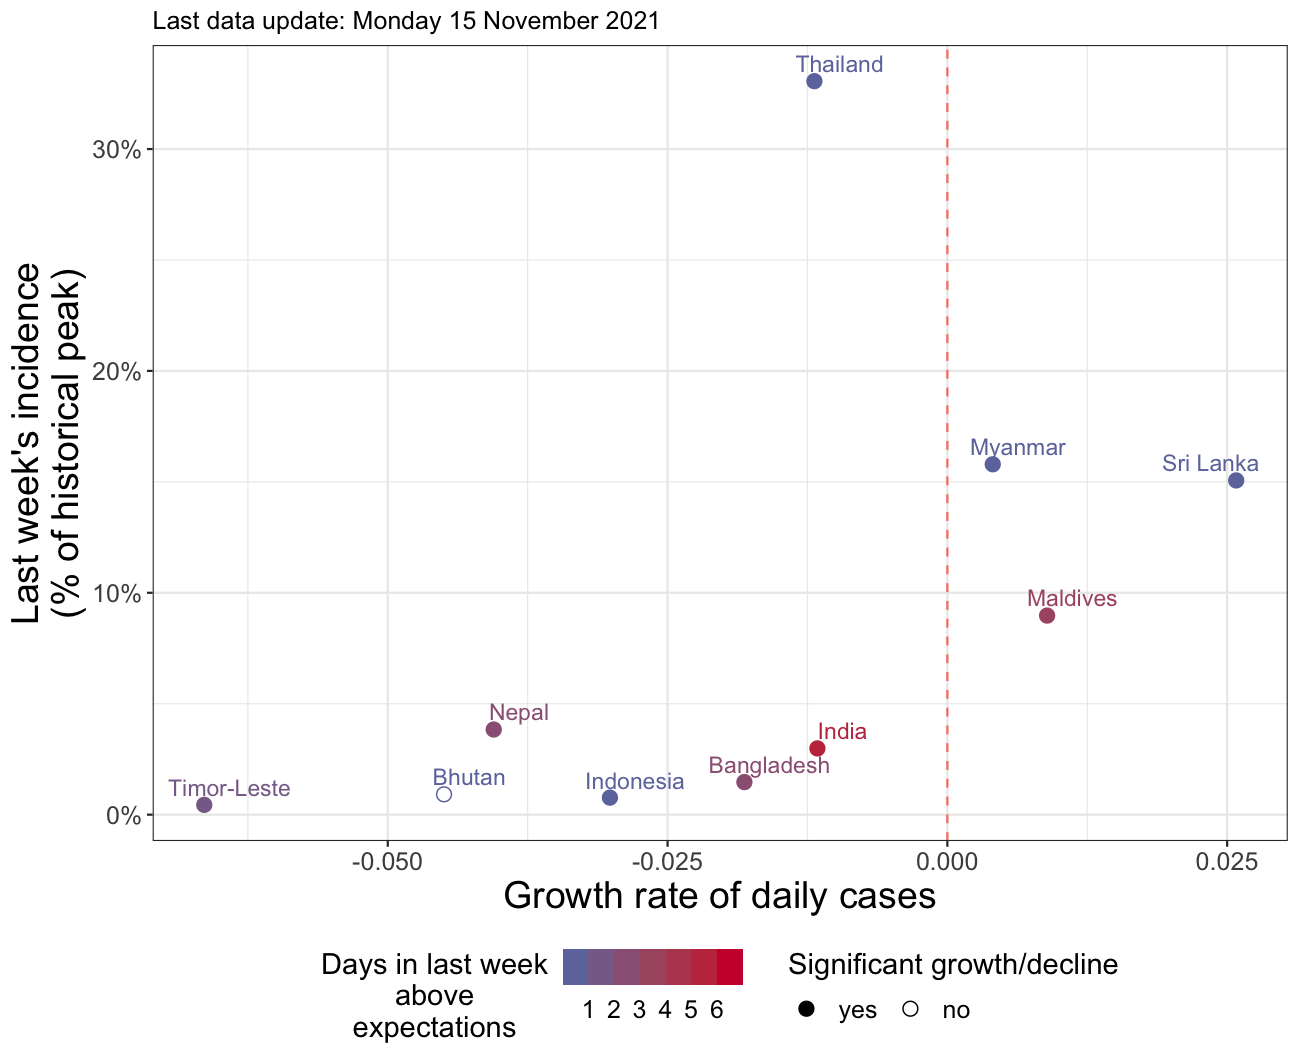 Last data update: Monday 15 November 2021
Thailand
30%
20%
Last week's incidence
(% of historical peak)
Myanmar
Sri Lanka
10%
Maldives
Nepal
India
Bangladesh
Bhutan
Indonesia
Timor-Leste
0%
-0.050 -0.025 0.000 0.025
Growth rate of daily cases
Days in last week
above
expectations
1 2 3 4 5 6
Significant growth/decline
yes no